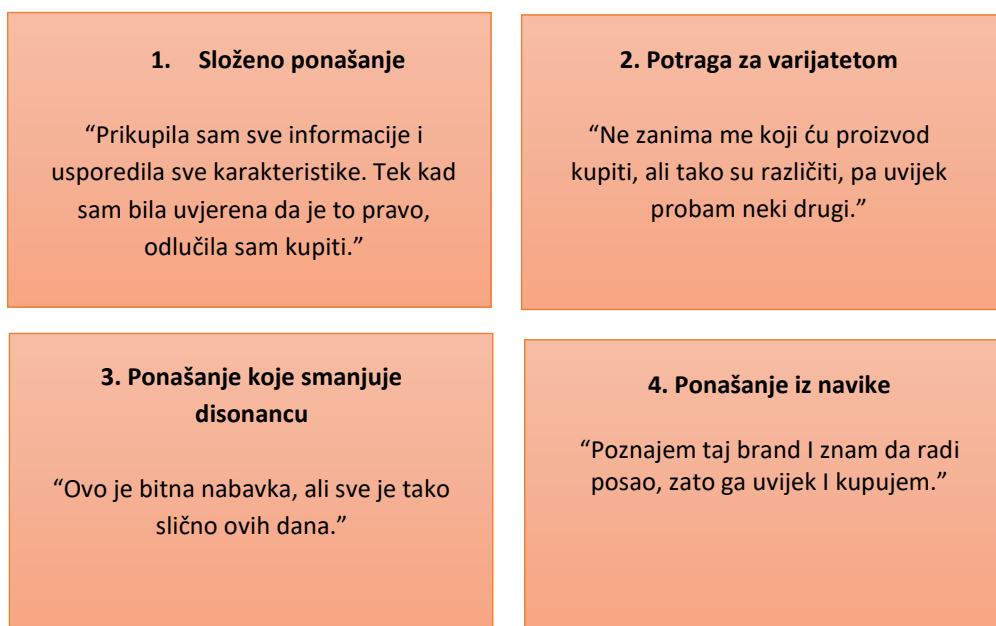 1. Složeno ponašanje
“Prikupila sam sve informacije i
usporedila sve karakteristike. Tek kad
sam bila uvjerena da je to pravo,
odlučila sam kupiti.”
2. Potraga za varijatetom
“Ne zanima me koji ću proizvod
kupiti, ali tako su različiti, pa uvijek
probam neki drugi.”
3. Ponašanje koje smanjuje
disonancu
“Ovo je bitna nabavka, ali sve je tako
slično ovih dana.”
4. Ponašanje iz navike
“Poznajem taj brand I znam da radi
posao, zato ga uvijek I kupujem.”